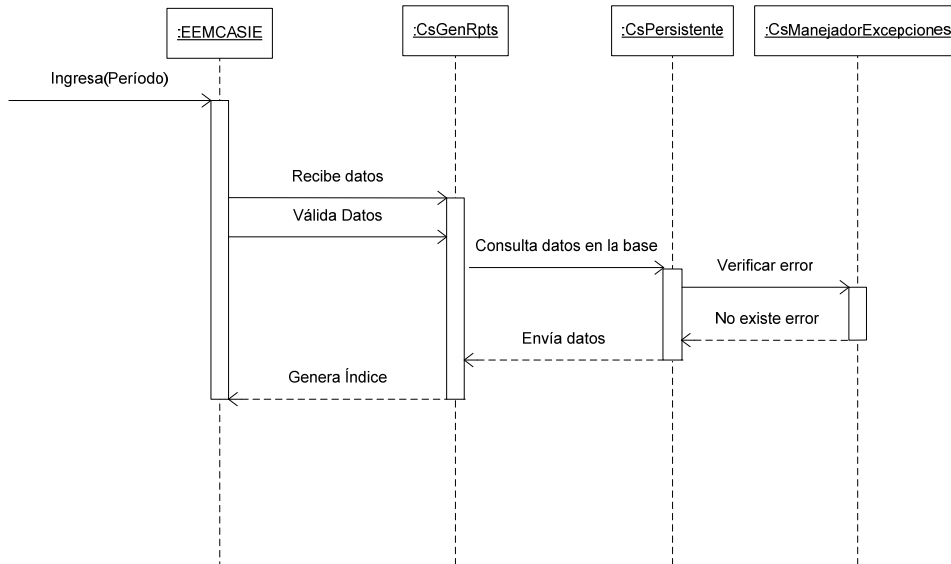 :EEMCASIE
:CsGenRpts
:CsPersistente
:CsManejadorExcepciones
Ingresa(Período)
Recibe datos
Válida Datos
Consulta datos en la base
Verificar error
No existe error
Envía datos
Genera Índice